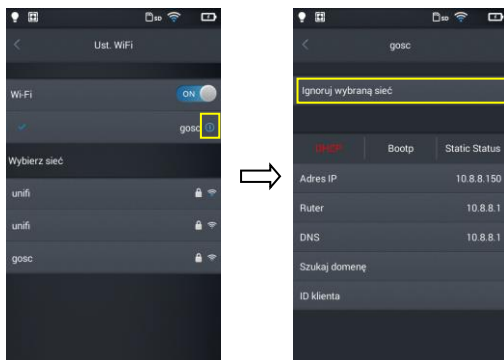 SD
Ust. WiFi
Wi-Fi
ON
gosc
Wybierz sieć
unifi
unifi
gosc
SD
gosc
Ignoruj wybraną sieć
DHCP Bootp Static Status
Adres IP 10.8.8.150
Ruter 10.8.8.1
DNS 10.8.8.1
Szukaj domenę
ID klienta